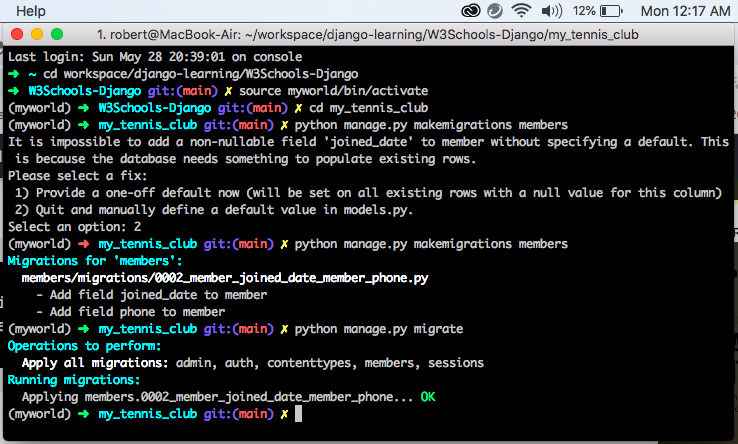 Help 12% Mon 12:17 AM
1. robert@MacBook-Air: ~/workspace/django-learning/W3Schools-Django/my_tennis_club
Last login: Sun May 28 20:39:01 on console
➜ ~ cd workspace/django-learning/W3Schools-Django
➜ W3Schools-Django git:(main) ✗ source myworld/bin/activate
(myworld) ➜ W3Schools-Django git:(main) ✗ cd my_tennis_club
(myworld) ➜ my_tennis_club git:(main) ✗ python manage.py makemigrations members
It is impossible to add a non-nullable field 'joined_date' to member without specifying a default. This
is because the database needs something to populate existing rows.
Please select a fix:
1) Provide a one-off default now (will be set on all existing rows with a null value for this column)
2) Quit and manually define a default value in models.py.
Select an option: 2
(myworld) ➜ my_tennis_club git:(main) ✗ python manage.py makemigrations members
Migrations for 'members':
members/migrations/0002_member_joined_date_member_phone.py
- Add field joined_date to member
- Add field phone to member
(myworld) ➜ my_tennis_club git:(main) ✗ python manage.py migrate
Operations to perform:
Apply all migrations: admin, auth, contenttypes, members, sessions
Running migrations:
Applying members.0002_member_joined_date_member_phone... OK
(myworld) ➜ my_tennis_club git:(main) ✗